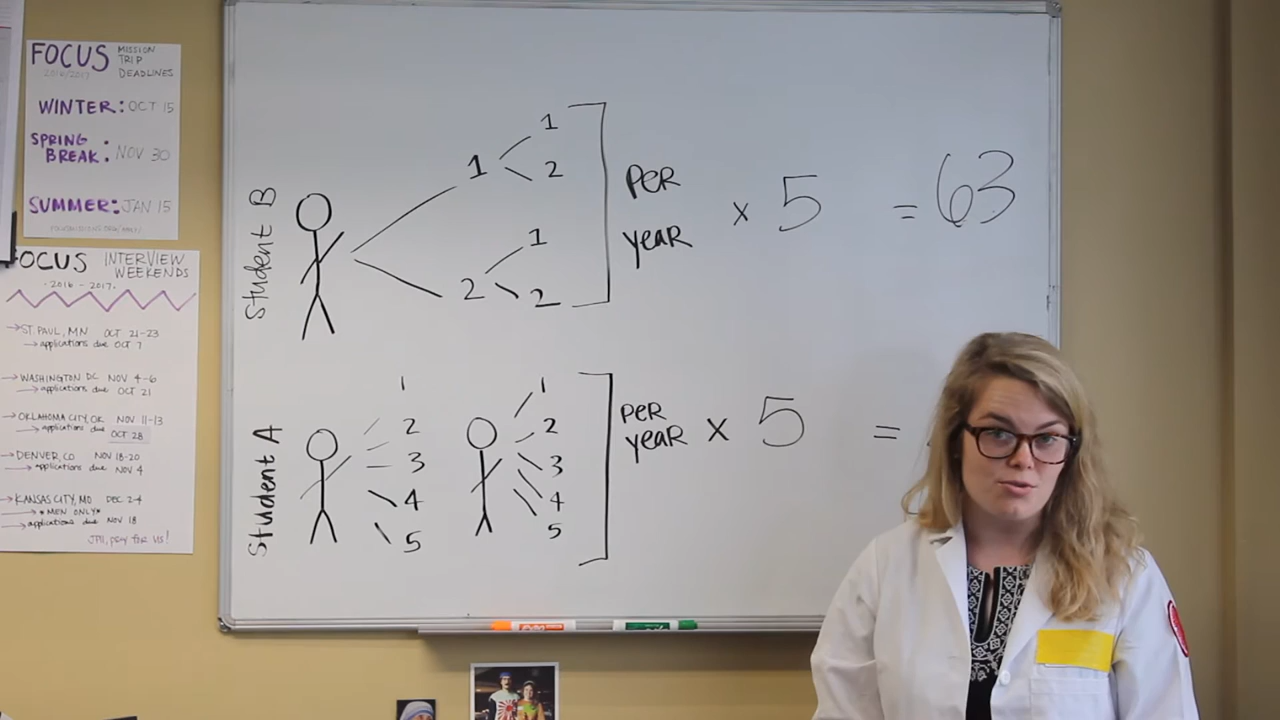 FOCUS MISSION
TRIP
2016/2017 DEADLINES
WINTER: OCT 15
SPRING
BREAK: NOV 30
SUMMER: JAN 15
FOCUS INTERVIEW
WEEKENDS
· 2016 - 2017 ·
→ ST. PAUL, MN OCT 21-23
→ applications due OCT 7
→ WASHINGTON DC NOV 4-6
→ applications due OCT 21
→ OKLAHOMA CITY, OK NOV 11-13
→ applications due OCT 28
→ DENVER, CO NOV 18-20
→ applications due NOV 4
→ KANSAS CITY, MO DEC 2-4
→ *MEN ONLY*
→ applications due NOV 18
JPII, pray for us!
Student B
1
1
2
2
1
2
PER
YEAR
× 5 = 63
Student A
1
2
3
4
5
1
2
3
4
5
PER
YEAR × 5 =